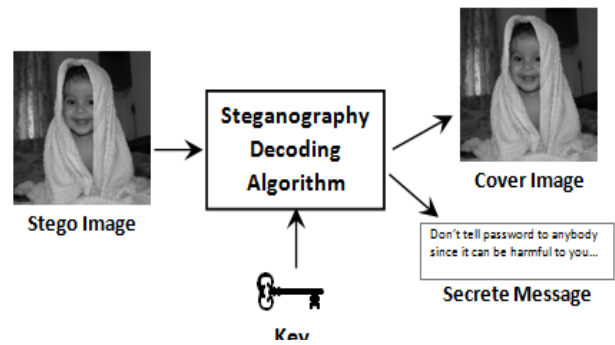 Steganography
Decoding
Algorithm
Stego Image
Cover Image
Don't tell password to anybody
since it can be harmful to you...
Secrete Message
Key